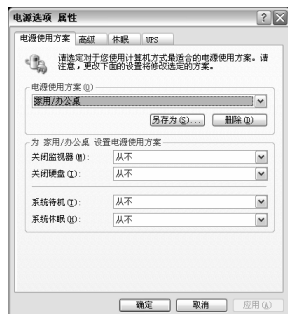 电源选项 属性
电源使用方案 高级 休眠 UPS
请选定对于您使用计算机方式最适合的电源使用方案。请
注意，更改下面的设置将修改选定的方案。
电源使用方案(O)
家用/办公桌
另存为(S)... 删除(D)
为 家用/办公桌 设置电源使用方案
关闭监视器(M): 从不
关闭硬盘(I): 从不
系统待机(T): 从不
系统休眠(H): 从不
确定 取消 应用(A)